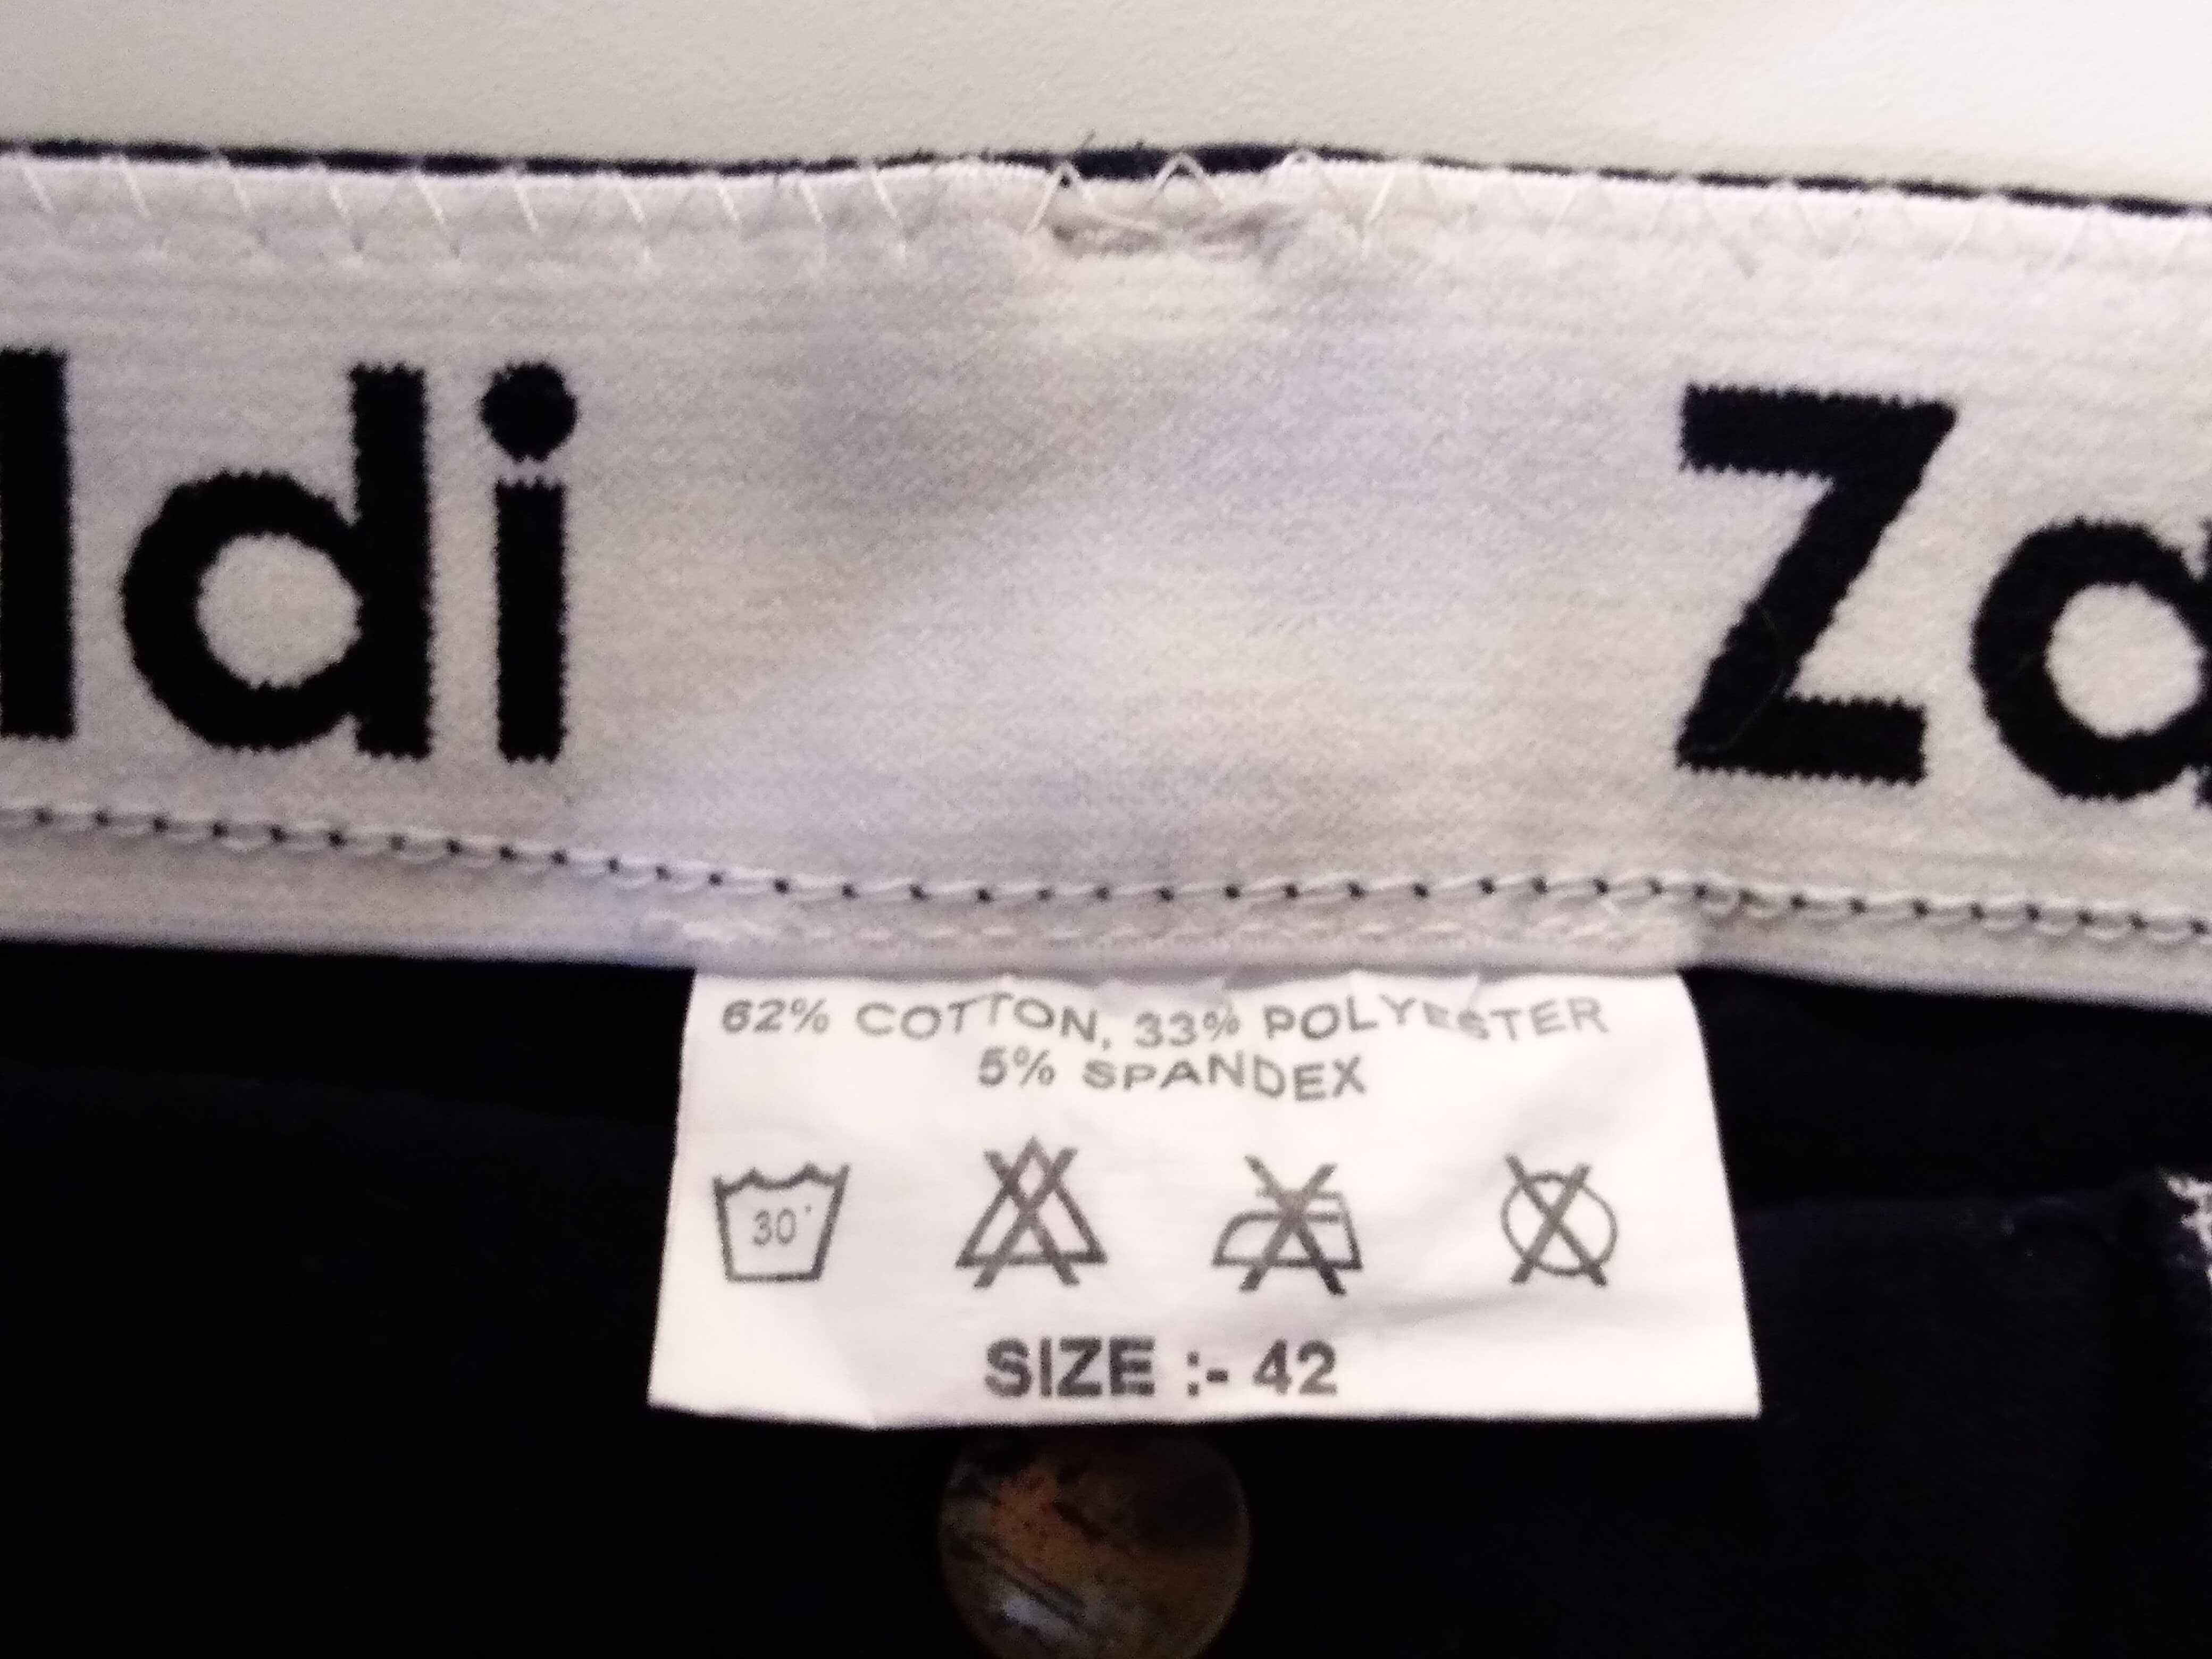 ldi Za
62% COTTON, 33% POLYESTER
5% SPANDEX
30°
SIZE :- 42